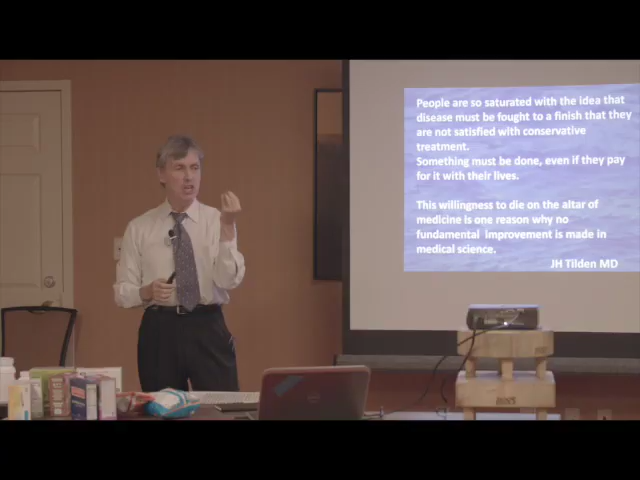 People are so saturated with the idea that
disease must be fought to a finish that they
are not satisfied with conservative
treatment.
Something must be done, even if they pay
for it with their lives.
This willingness to die on the altar of
medicine is one reason why no
fundamental improvement is made in
medical science.
JH Tilden MD